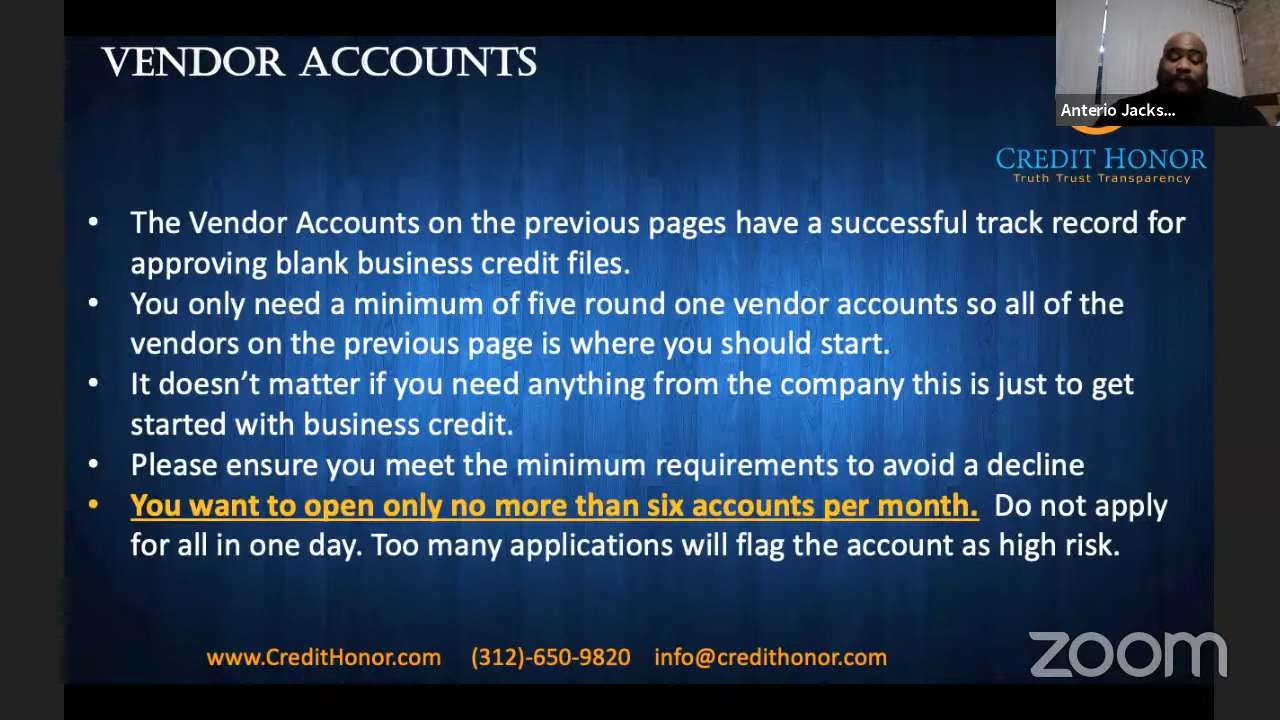 VENDOR ACCOUNTS
Anterio Jacks...
CREDIT HONOR
Truth Trust Transparency
• The Vendor Accounts on the previous pages have a successful track record for
approving blank business credit files.
• You only need a minimum of five round one vendor accounts so all of the
vendors on the previous page is where you should start.
• It doesn't matter if you need anything from the company this is just to get
started with business credit.
• Please ensure you meet the minimum requirements to avoid a decline
• You want to open only no more than six accounts per month. Do not apply
for all in one day. Too many applications will flag the account as high risk.
www.CreditHonor.com (312)-650-9820 info@credithonor.com
zoom